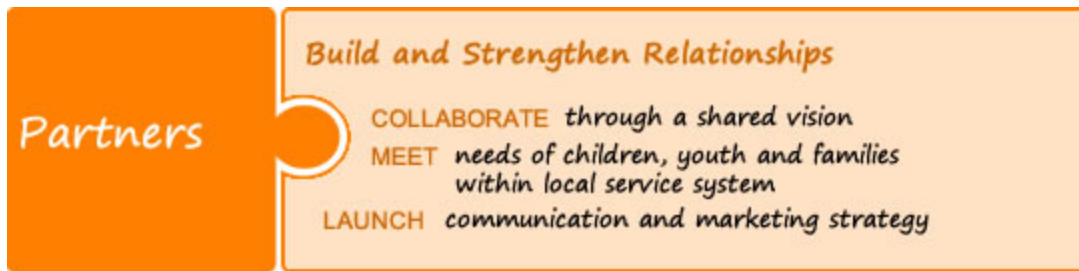 Partners
Build and Strengthen Relationships
COLLABORATE through a shared vision
MEET needs of children, youth and families
within local service system
LAUNCH communication and marketing strategy